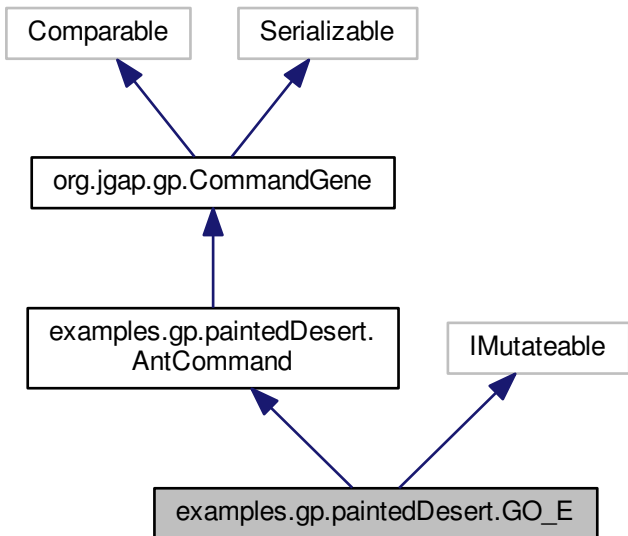 Comparable
Serializable
org.jgap.gp.CommandGene
examples.gp.paintedDesert.
AntCommand
IMutateable
examples.gp.paintedDesert.GO_E